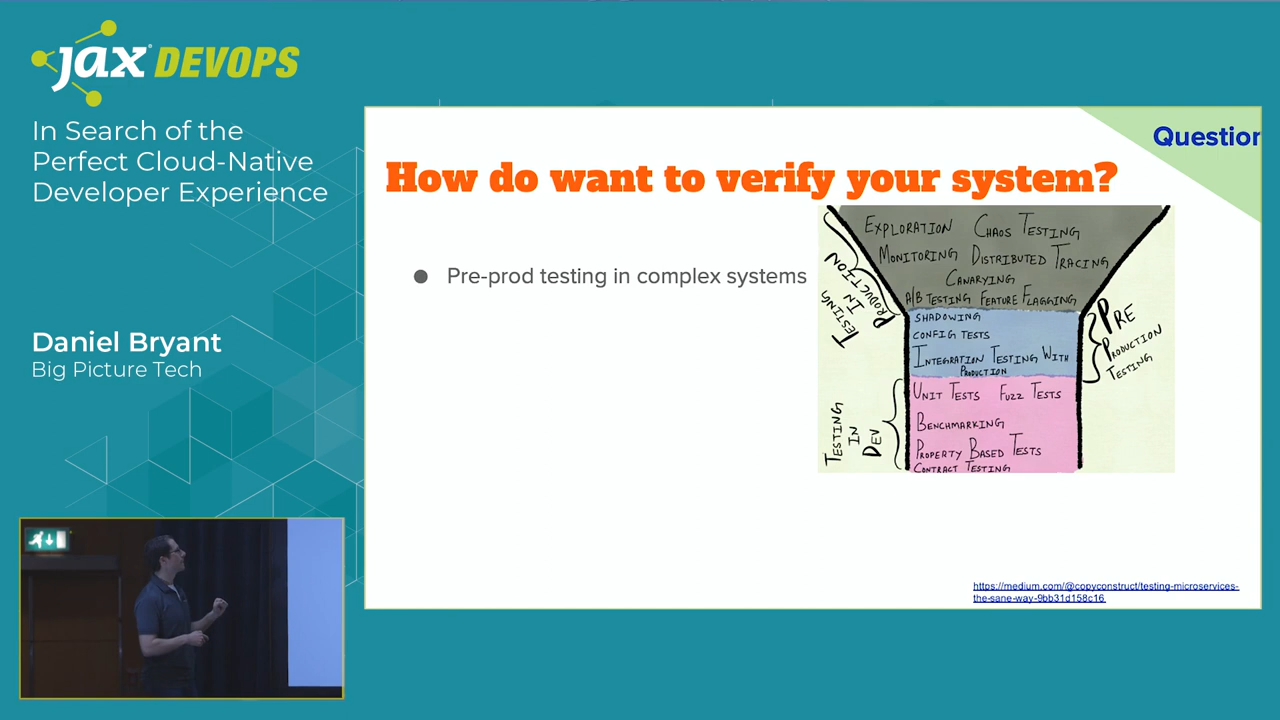 jax DEVOPS
In Search of the
Perfect Cloud-Native
Developer Experience
Daniel Bryant
Big Picture Tech
Question
How do want to verify your system?
Pre-prod testing in complex systems
EXPLORATION CHAOS TESTING
MONITORING DISTRIBUTED TRACING
CANARYING
A/B TESTING FEATURE FLAGGING
TESTING IN PRODUCTION
SHADOWING
CONFIG TESTS
INTEGRATION TESTING WITH
PRODUCTION
PRE
PRODUCTION
TESTING
UNIT TESTS FUZZ TESTS
BENCHMARKING
PROPERTY BASED TESTS
CONTRACT TESTING
TESTING
IN
DEV
https://medium.com/@copyconstruct/testing-microservices-
the-sane-way-9bb31d158c16